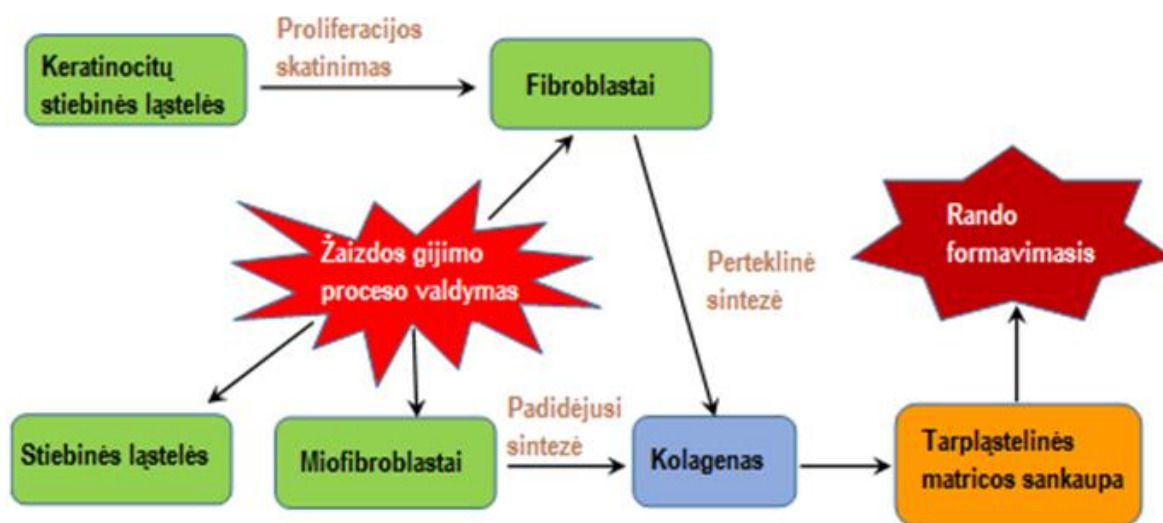 Proliferacijos
skatinimas
Keratinocitų
stiebinės ląstelės
Fibroblastai
Žaizdos gijimo
proceso valdymas
Perteklinė
sintezė
Rando
formavimasis
Stiebinės ląstelės
Miofibroblastai
Padidėjusi
sintezė
Kolagenas
Tarpląstelinės
matricos sankaupa